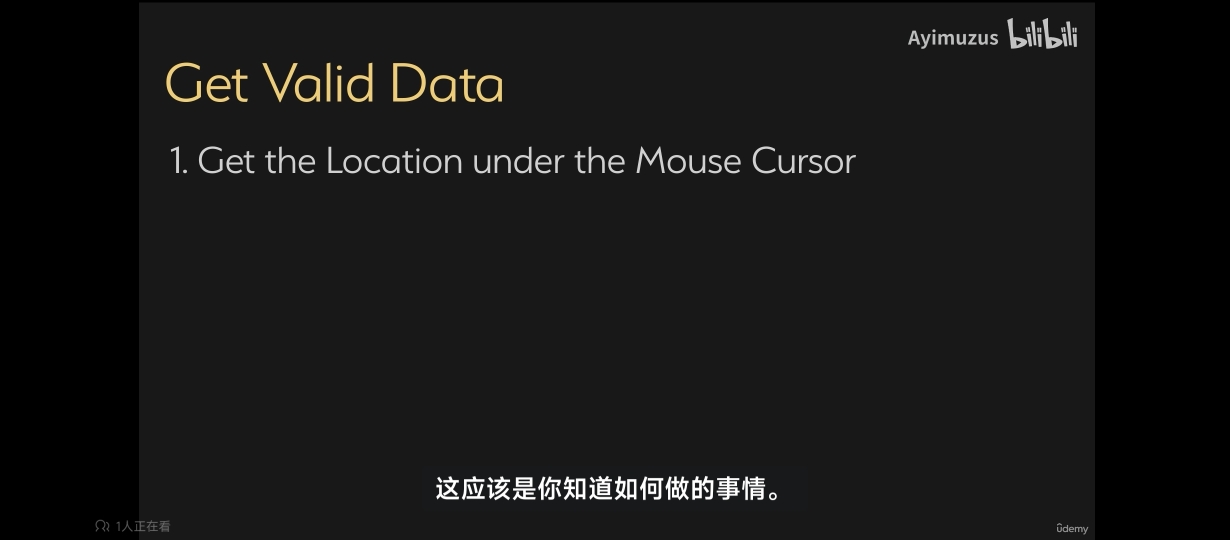 Ayimuzus bilibili
Get Valid Data
1. Get the Location under the Mouse Cursor
这应该是你知道如何做的事情。
1人正在看
ûdemy